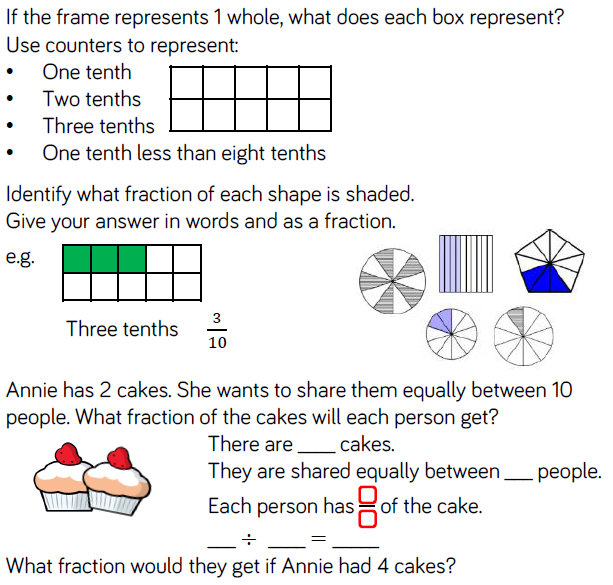 If the frame represents 1 whole, what does each box represent?
Use counters to represent:
• One tenth
• Two tenths
• Three tenths
• One tenth less than eight tenths
Identify what fraction of each shape is shaded.
Give your answer in words and as a fraction.
e.g.
Three tenths 3/10
Annie has 2 cakes. She wants to share them equally between 10
people. What fraction of the cakes will each person get?
There are ____ cakes.
They are shared equally between ___ people.
Each person has □/□ of the cake.
___ ÷ ____ = _____
What fraction would they get if Annie had 4 cakes?